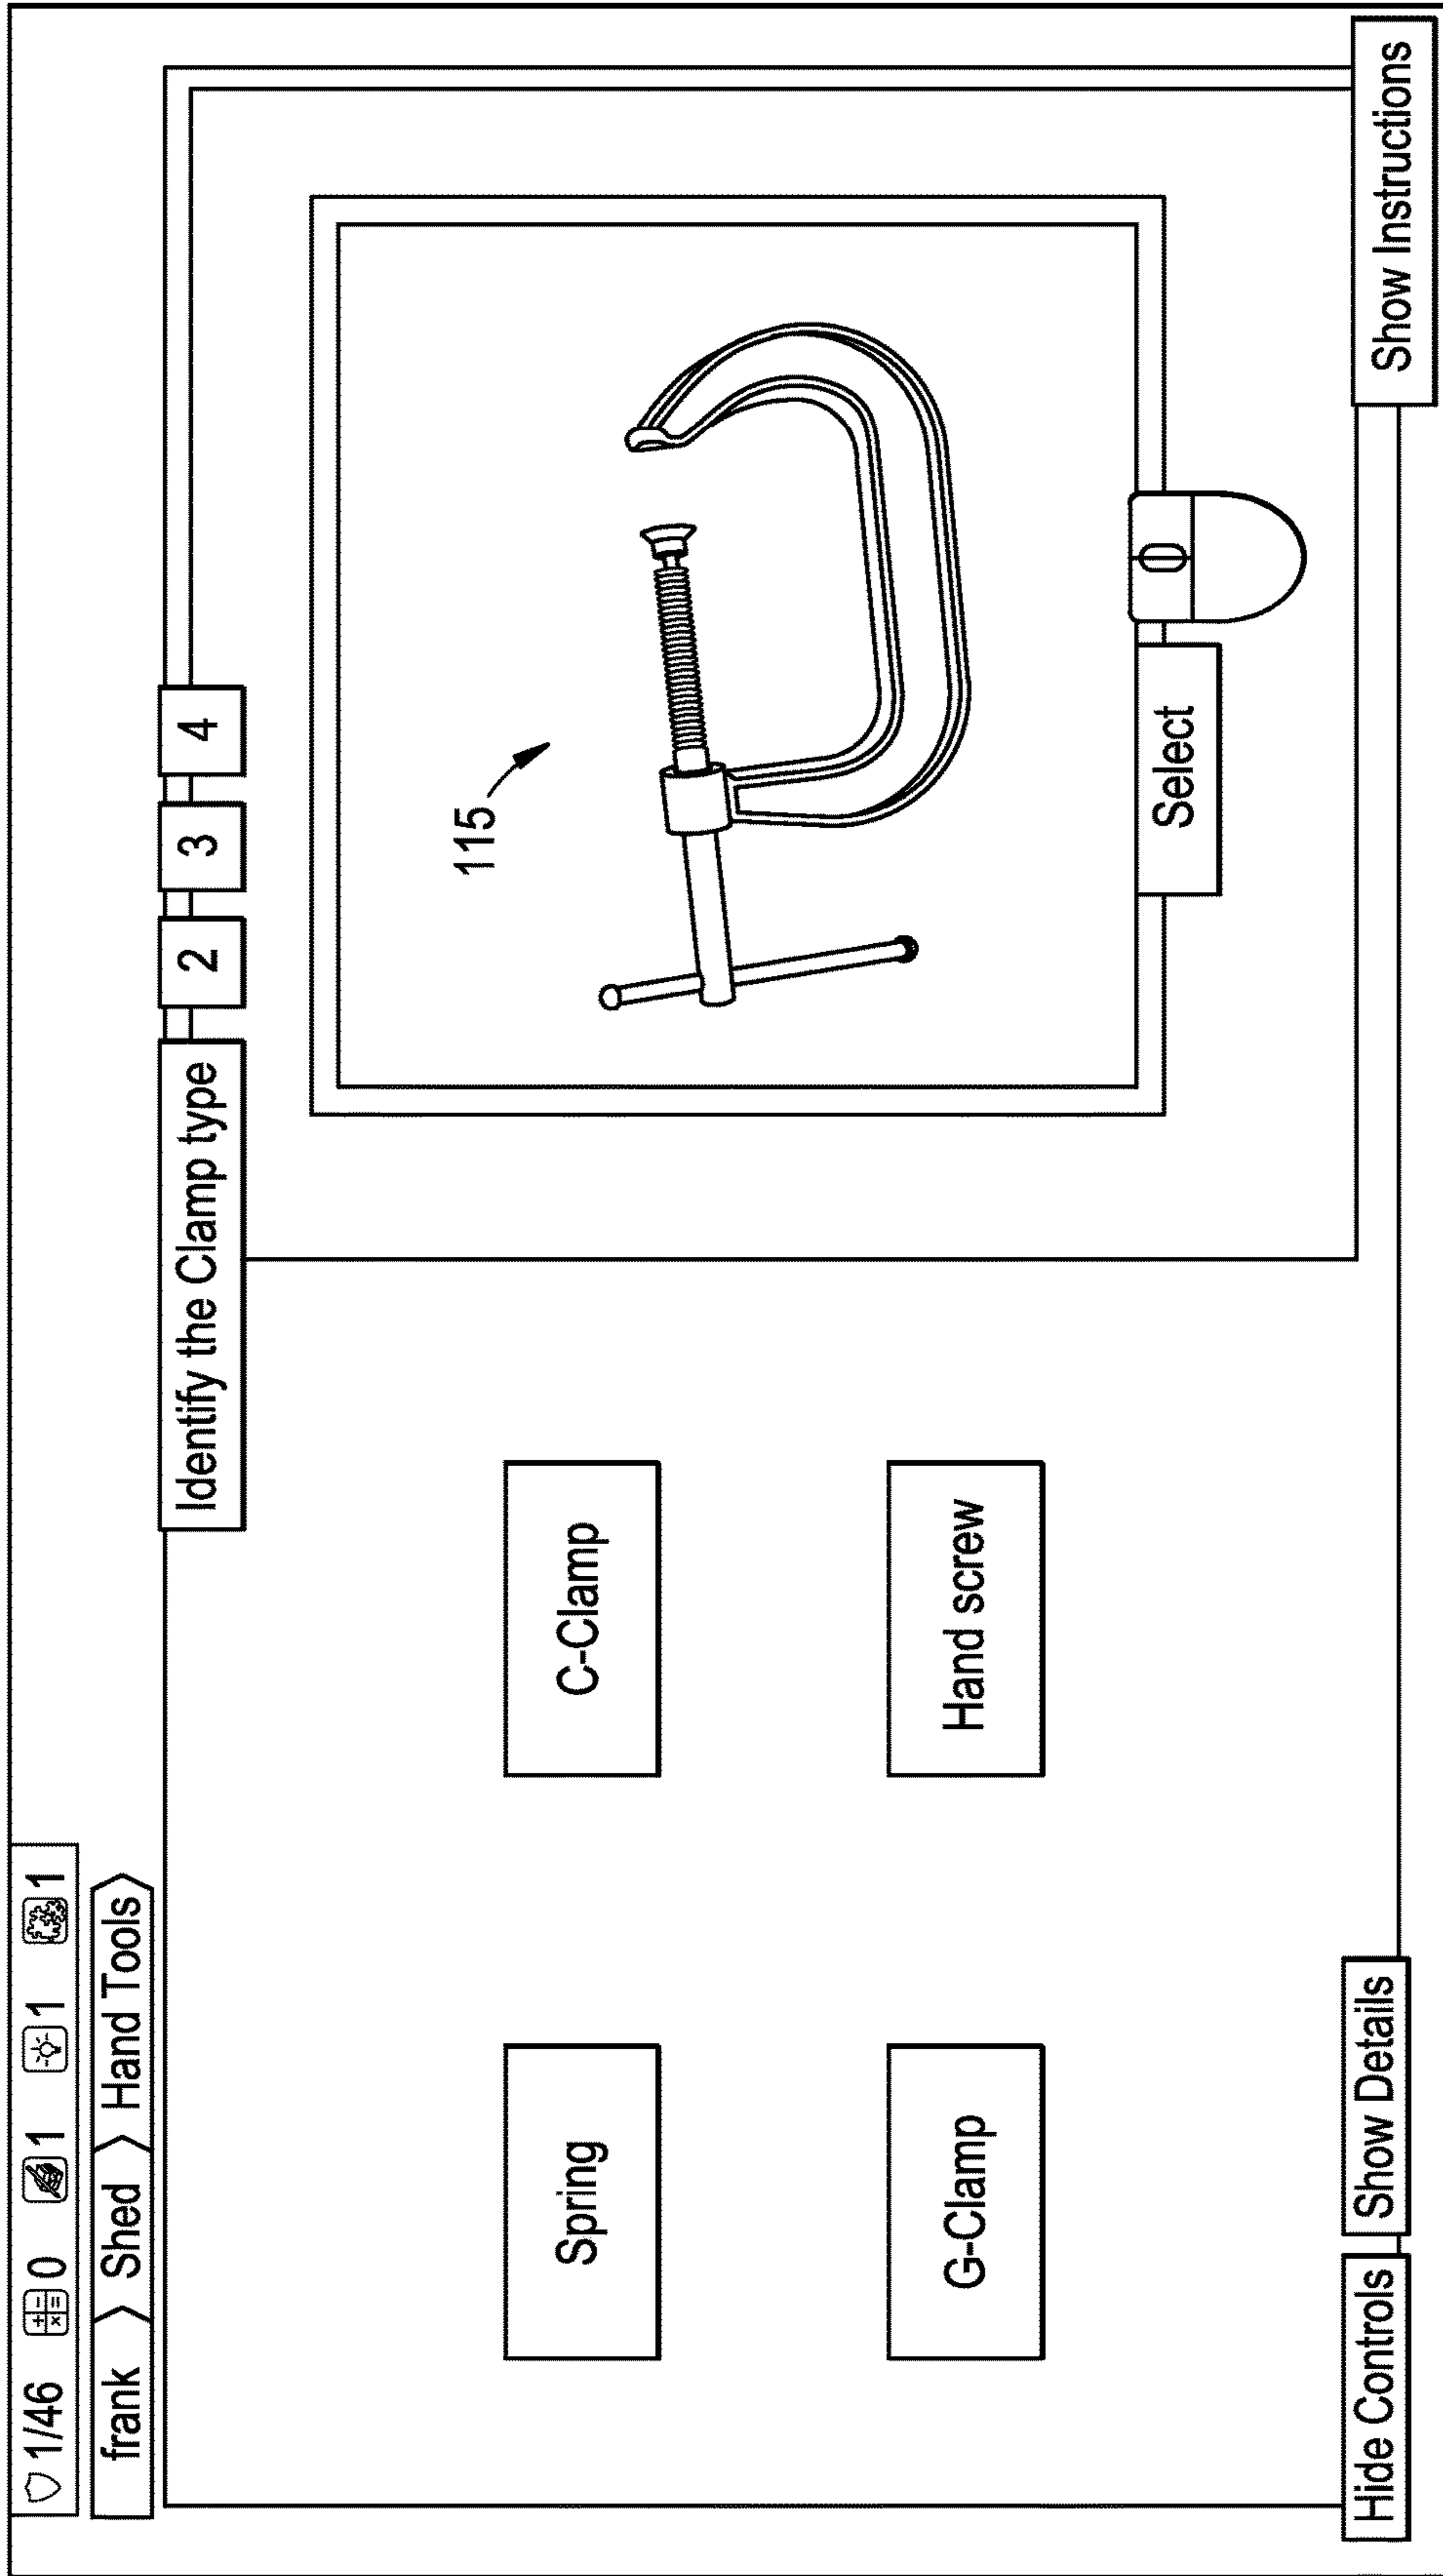 1/46 0 1 1 1
frank Shed Hand Tools
Identify the Clamp type 2 3 4
115
Spring C-Clamp
G-Clamp Hand screw
Select
Hide Controls Show Details Show Instructions